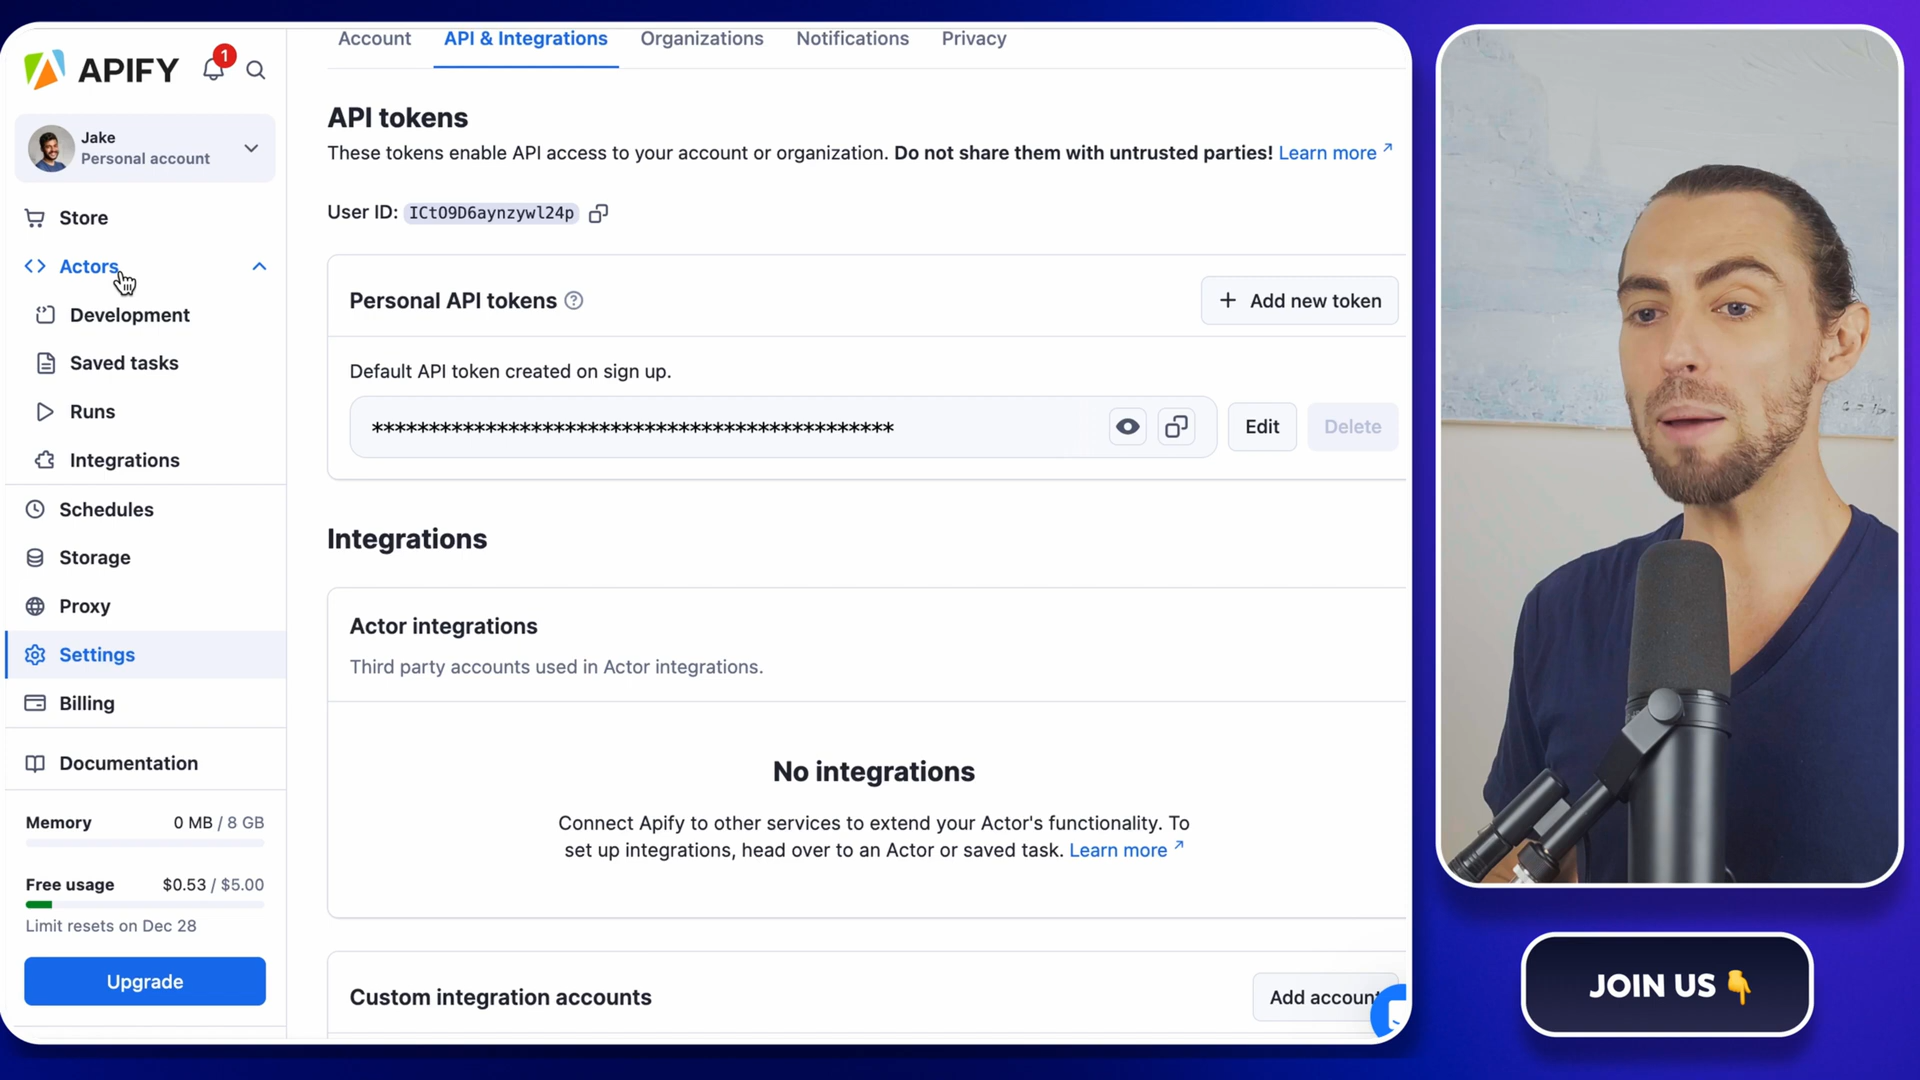 APIFY
1
Jake
Personal account
Store
Actors
Development
Saved tasks
Runs
Integrations
Schedules
Storage
Proxy
Settings
Billing
Documentation
Memory 0 MB / 8 GB
Free usage $0.53 / $5.00
Limit resets on Dec 28
Upgrade
Account API & Integrations Organizations Notifications Privacy
API tokens
These tokens enable API access to your account or organization. Do not share them with untrusted parties! Learn more
User ID: ICtO9D6aynzywl24p
Personal API tokens
+ Add new token
Default API token created on sign up.
**********************************************
Edit Delete
Integrations
Actor integrations
Third party accounts used in Actor integrations.
No integrations
Connect Apify to other services to extend your Actor's functionality. To
set up integrations, head over to an Actor or saved task. Learn more
Custom integration accounts
Add account
JOIN US 👇